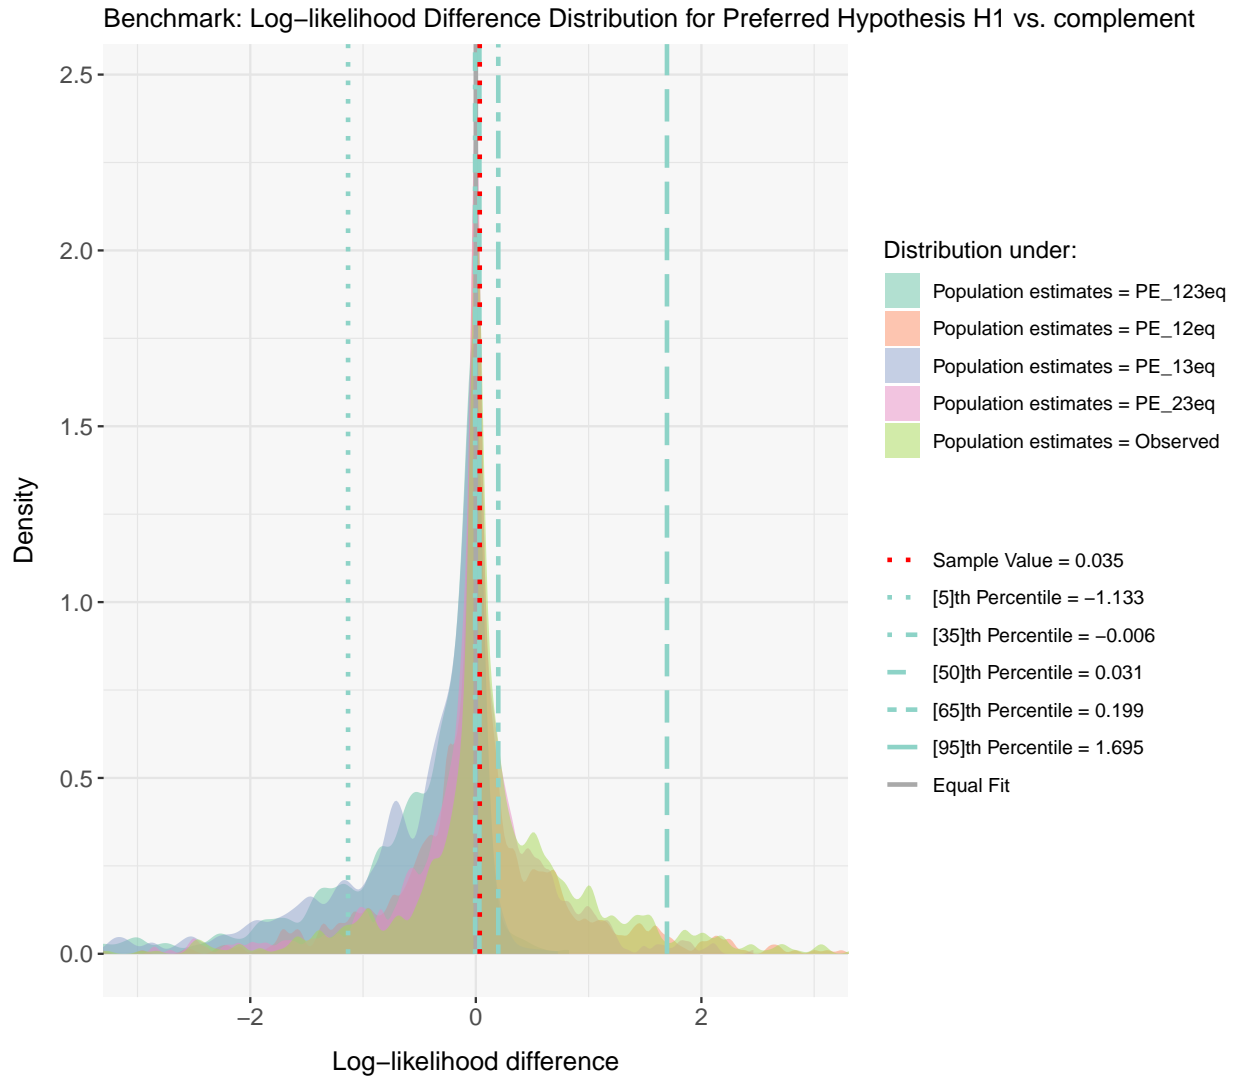 Benchmark: Log−likelihood Difference Distribution for Preferred Hypothesis H1 vs. complement
2.5
2.0
1.5
1.0
0.5
0.0
Density
−2
0
2
Log−likelihood difference
Distribution under:
Population estimates = PE_123eq
Population estimates = PE_12eq
Population estimates = PE_13eq
Population estimates = PE_23eq
Population estimates = Observed
Sample Value = 0.035
[5]th Percentile = −1.133
[35]th Percentile = −0.006
[50]th Percentile = 0.031
[65]th Percentile = 0.199
[95]th Percentile = 1.695
Equal Fit